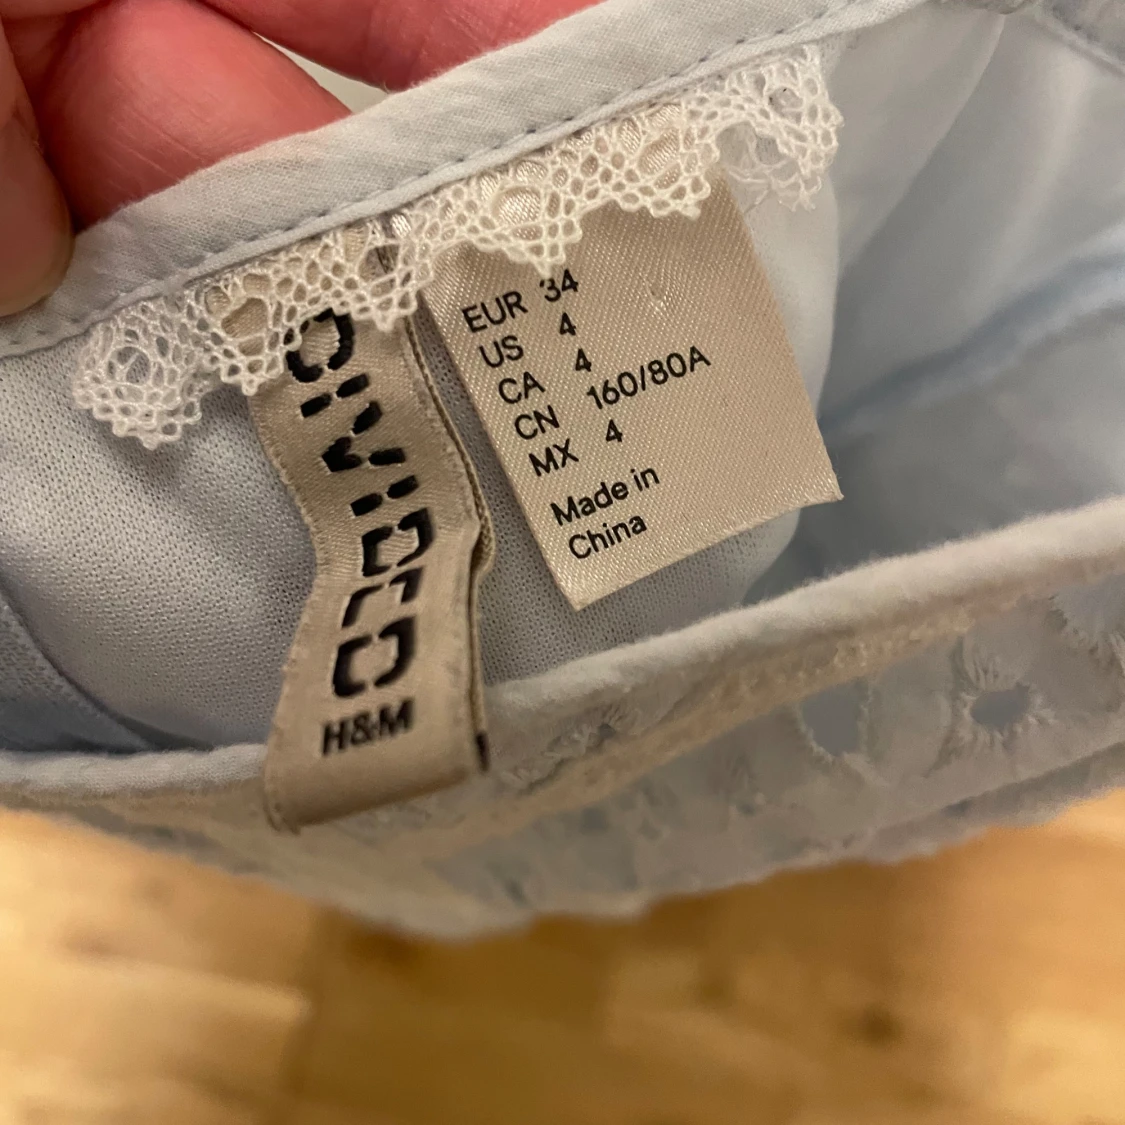 DIVIDED
H&M
EUR 34
US 4
CA 4
CN 160/80A
MX 4
Made in
China